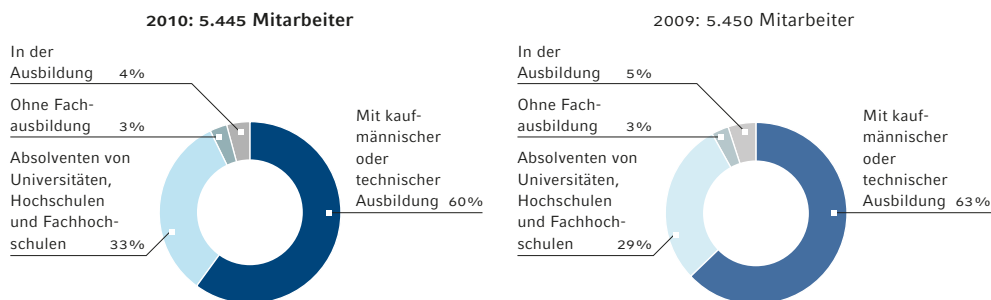 2010: 5.445 Mitarbeiter
In der
Ausbildung 4%
Ohne Fach-
ausbildung 3%
Absolventen von
Universitäten,
Hochschulen
und Fachhoch-
schulen 33%
Mit kauf-
männischer
oder
technischer
Ausbildung 60%
2009: 5.450 Mitarbeiter
In der
Ausbildung 5%
Ohne Fach-
ausbildung 3%
Absolventen von
Universitäten,
Hochschulen
und Fachhoch-
schulen 29%
Mit kauf-
männischer
oder
technischer
Ausbildung 63%